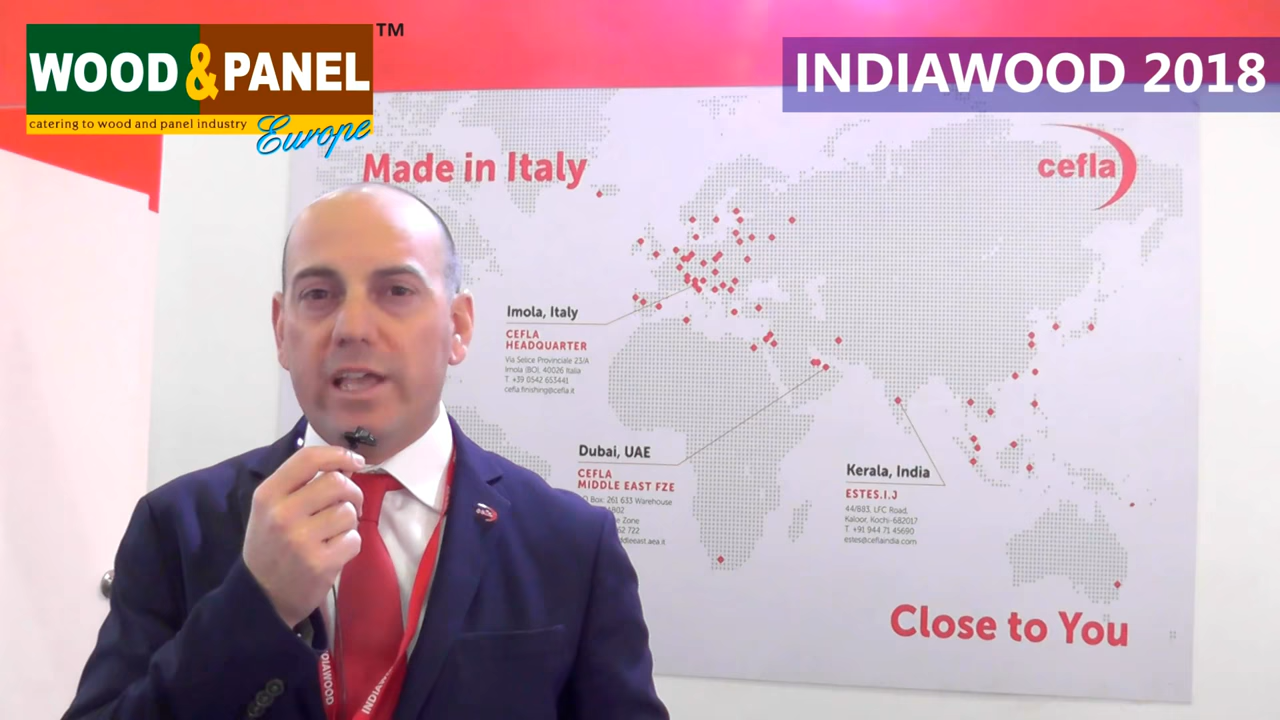 WOOD & PANEL
TM
catering to wood and panel industry
Europe
INDIAWOOD 2018
Made in Italy
cefla
Imola, Italy
CEFLA
HEADQUARTER
Via Selice Provinciale 23/A
Imola (BO), 40026 Italia
T. +39 0542 653441
cefla.finishing@cefla.it
Dubai, UAE
CEFLA
MIDDLE EAST FZE
O Box: 261 633 Warehouse
Zone
Kerala, India
ESTES.I.J
44/883, LFC Road,
Kaloor, Kochi-682017
T. +91 944 71 45690
estes@ceflaindia.com
Close to You
cefla
INDIAWOOD